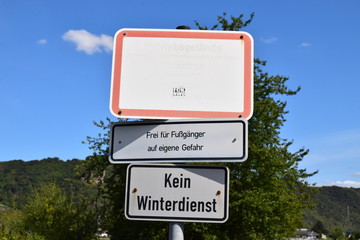 Frei für Fußgänger
auf eigene Gefahr
Kein
Winterdienst